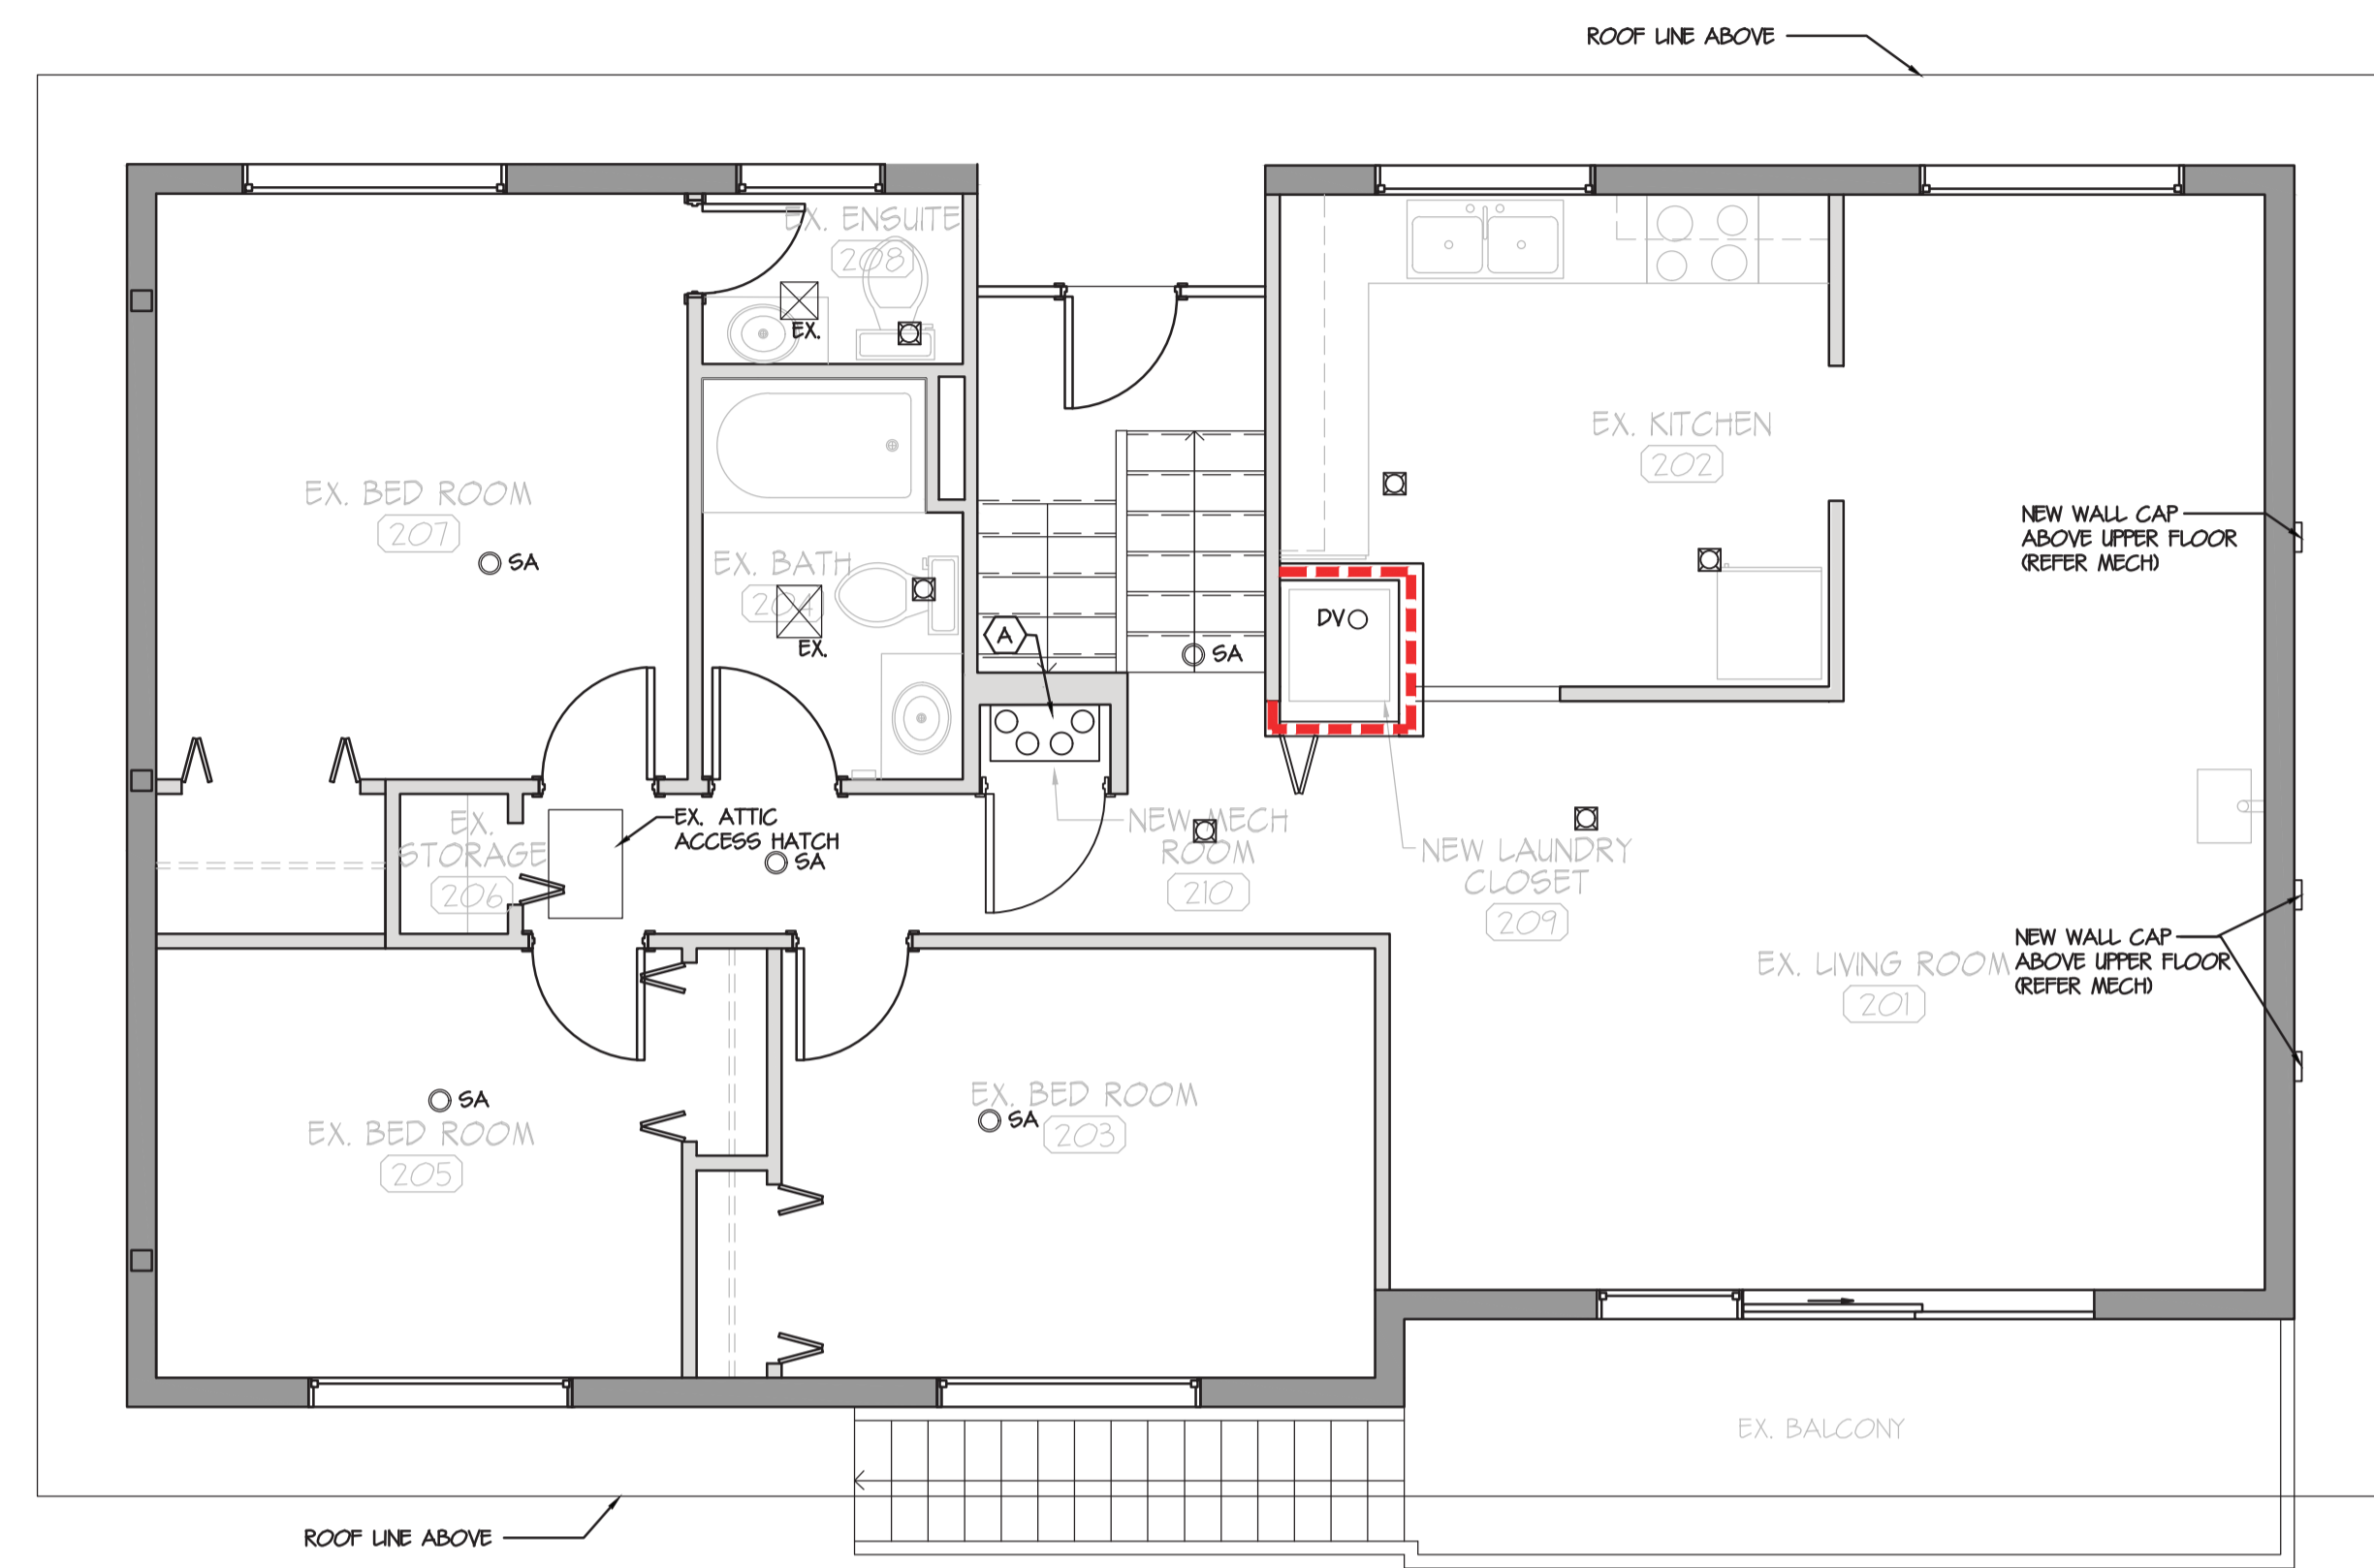 ROOF LINE ABOVE
EX. ENSUITE
208
EX.
EX. KITCHEN
202
EX. BED ROOM
207
SA
NEW WALL CAP
ABOVE UPPER FLOOR
(REFER MECH)
EX. BATH
204
EX.
A
SA
DV
EX. ATTIC
ACCESS HATCH
SA
EX.
STORAGE
206
NEW MECH
ROOM
210
NEW LAUNDRY
CLOSET
209
NEW WALL CAP
ABOVE UPPER FLOOR
(REFER MECH)
EX. LIVING ROOM
201
SA
EX. BED ROOM
205
EX. BED ROOM
SA
203
EX. BALCONY
ROOF LINE ABOVE